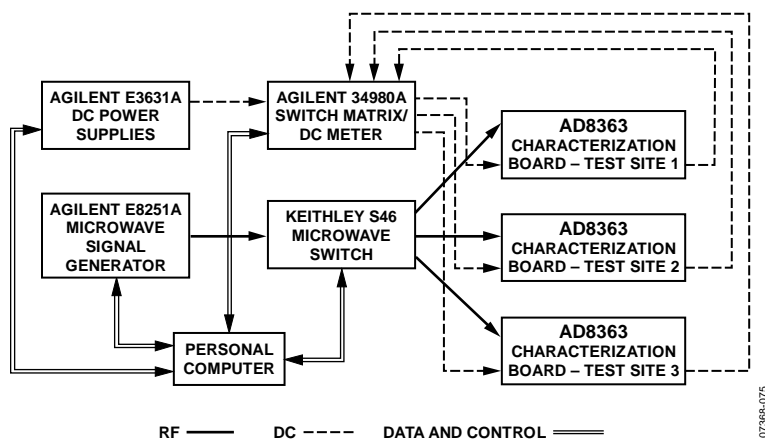 AGILENT E3631A
DC POWER
SUPPLIES
AGILENT 34980A
SWITCH MATRIX/
DC METER
AD8363
CHARACTERIZATION
BOARD – TEST SITE 1
AGILENT E8251A
MICROWAVE
SIGNAL
GENERATOR
KEITHLEY S46
MICROWAVE
SWITCH
AD8363
CHARACTERIZATION
BOARD – TEST SITE 2
PERSONAL
COMPUTER
AD8363
CHARACTERIZATION
BOARD – TEST SITE 3
RF DC DATA AND CONTROL
07368-075